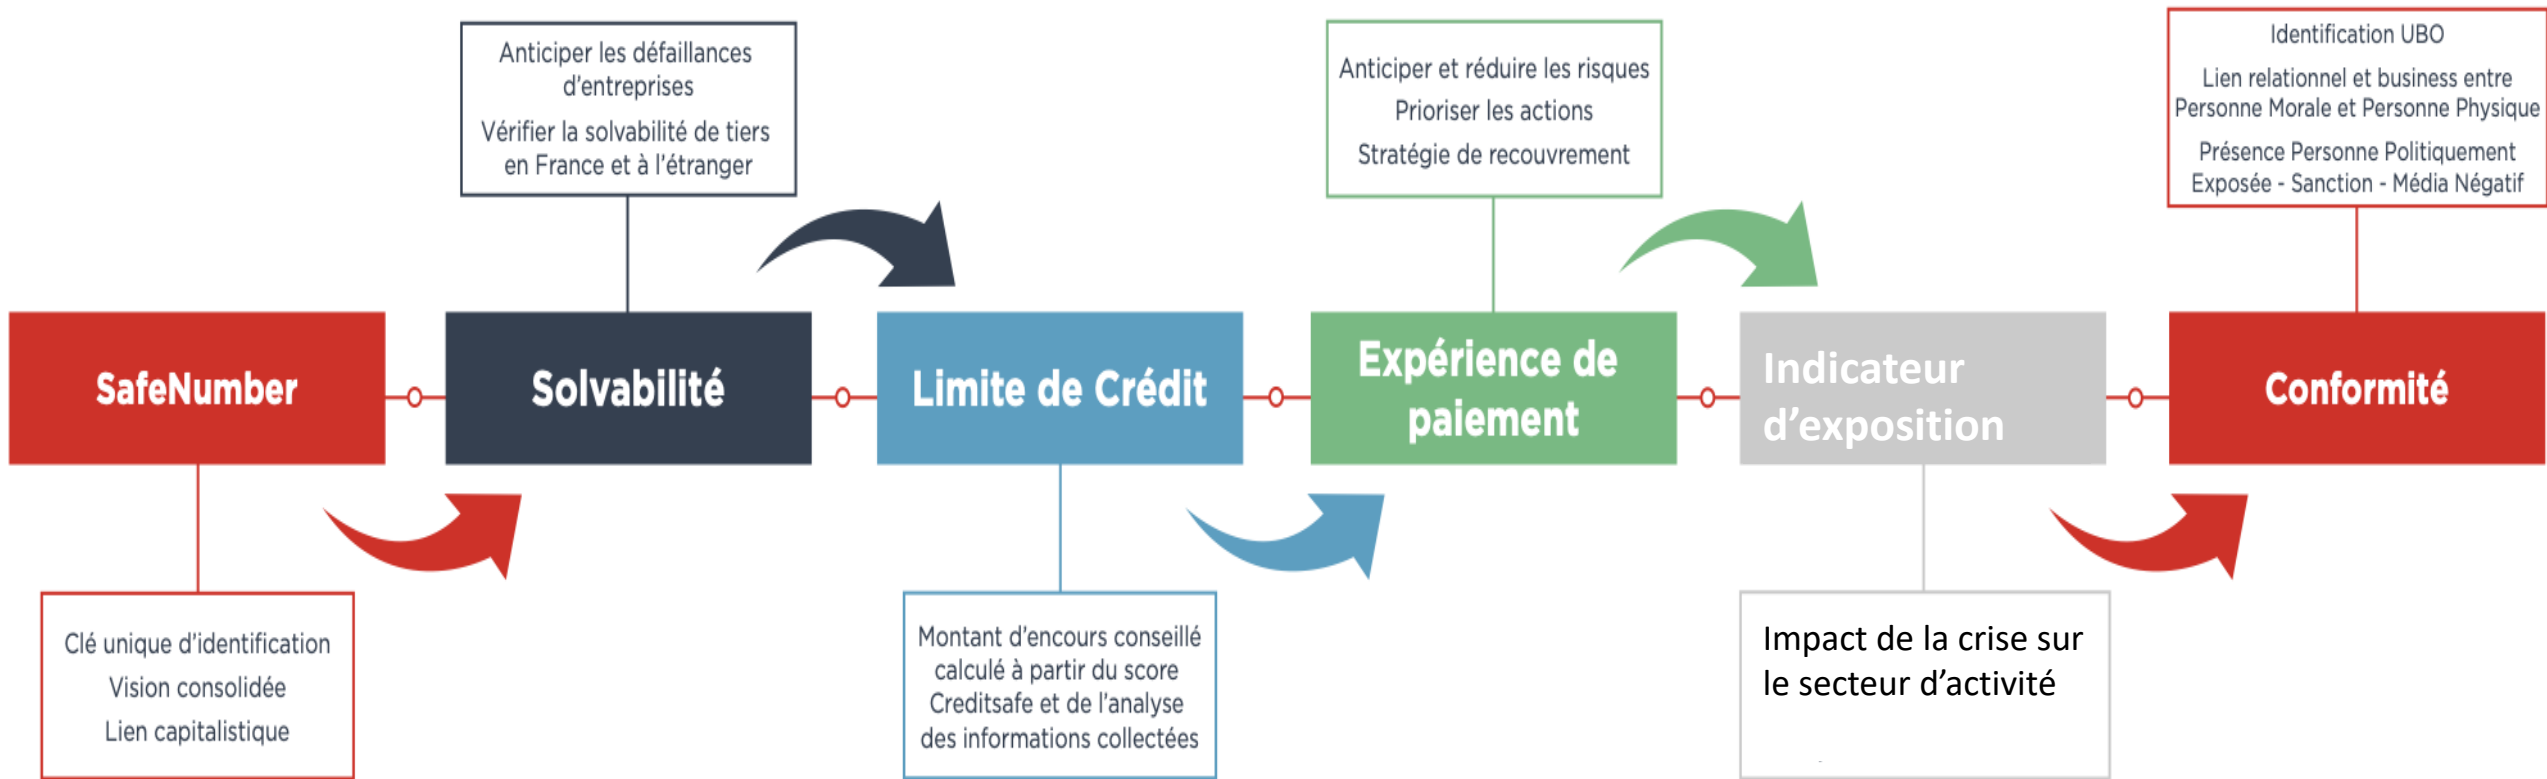 Anticiper les défaillances
d'entreprises
Vérifier la solvabilité de tiers
en France et à l'étranger
Anticiper et réduire les risques
Prioriser les actions
Stratégie de recouvrement
Identification UBO
Lien relationnel et business entre
Personne Morale et Personne Physique
Présence Personne Politiquement
Exposée - Sanction - Média Négatif
SafeNumber
Solvabilité
Limite de Crédit
Expérience de
paiement
Indicateur
d’exposition
Conformité
Clé unique d'identification
Vision consolidée
Lien capitalistique
Montant d'encours conseillé
calculé à partir du score
Creditsafe et de l'analyse
des informations collectées
Impact de la crise sur
le secteur d’activité